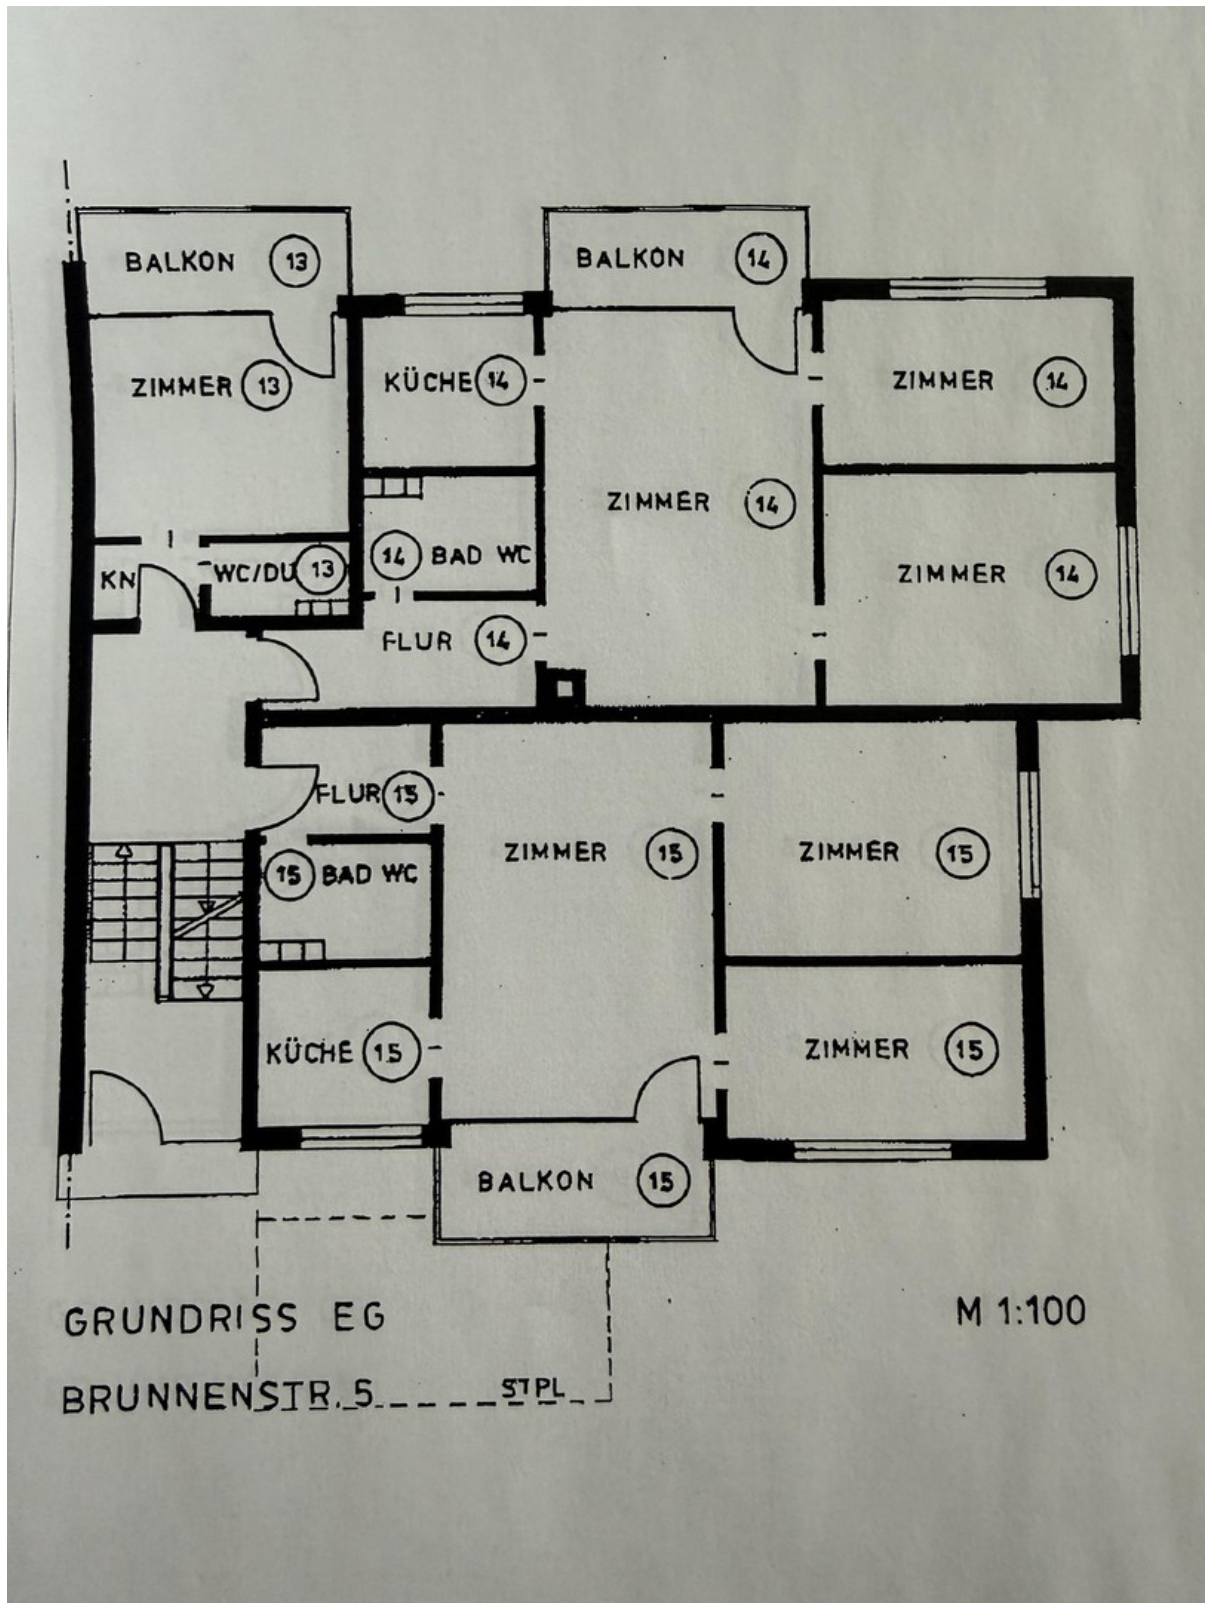 BALKON 13
BALKON 14
ZIMMER 13
KÜCHE 14
ZIMMER 14
ZIMMER 14
KN
WC/DU 13
14 BAD WC
ZIMMER 14
FLUR 14
FLUR 15
ZIMMER 15
ZIMMER 15
15 BAD WC
KÜCHE 15
ZIMMER 15
BALKON 15
GRUNDRISS EG
M 1:100
BRUNNENSTR. 5
STPL